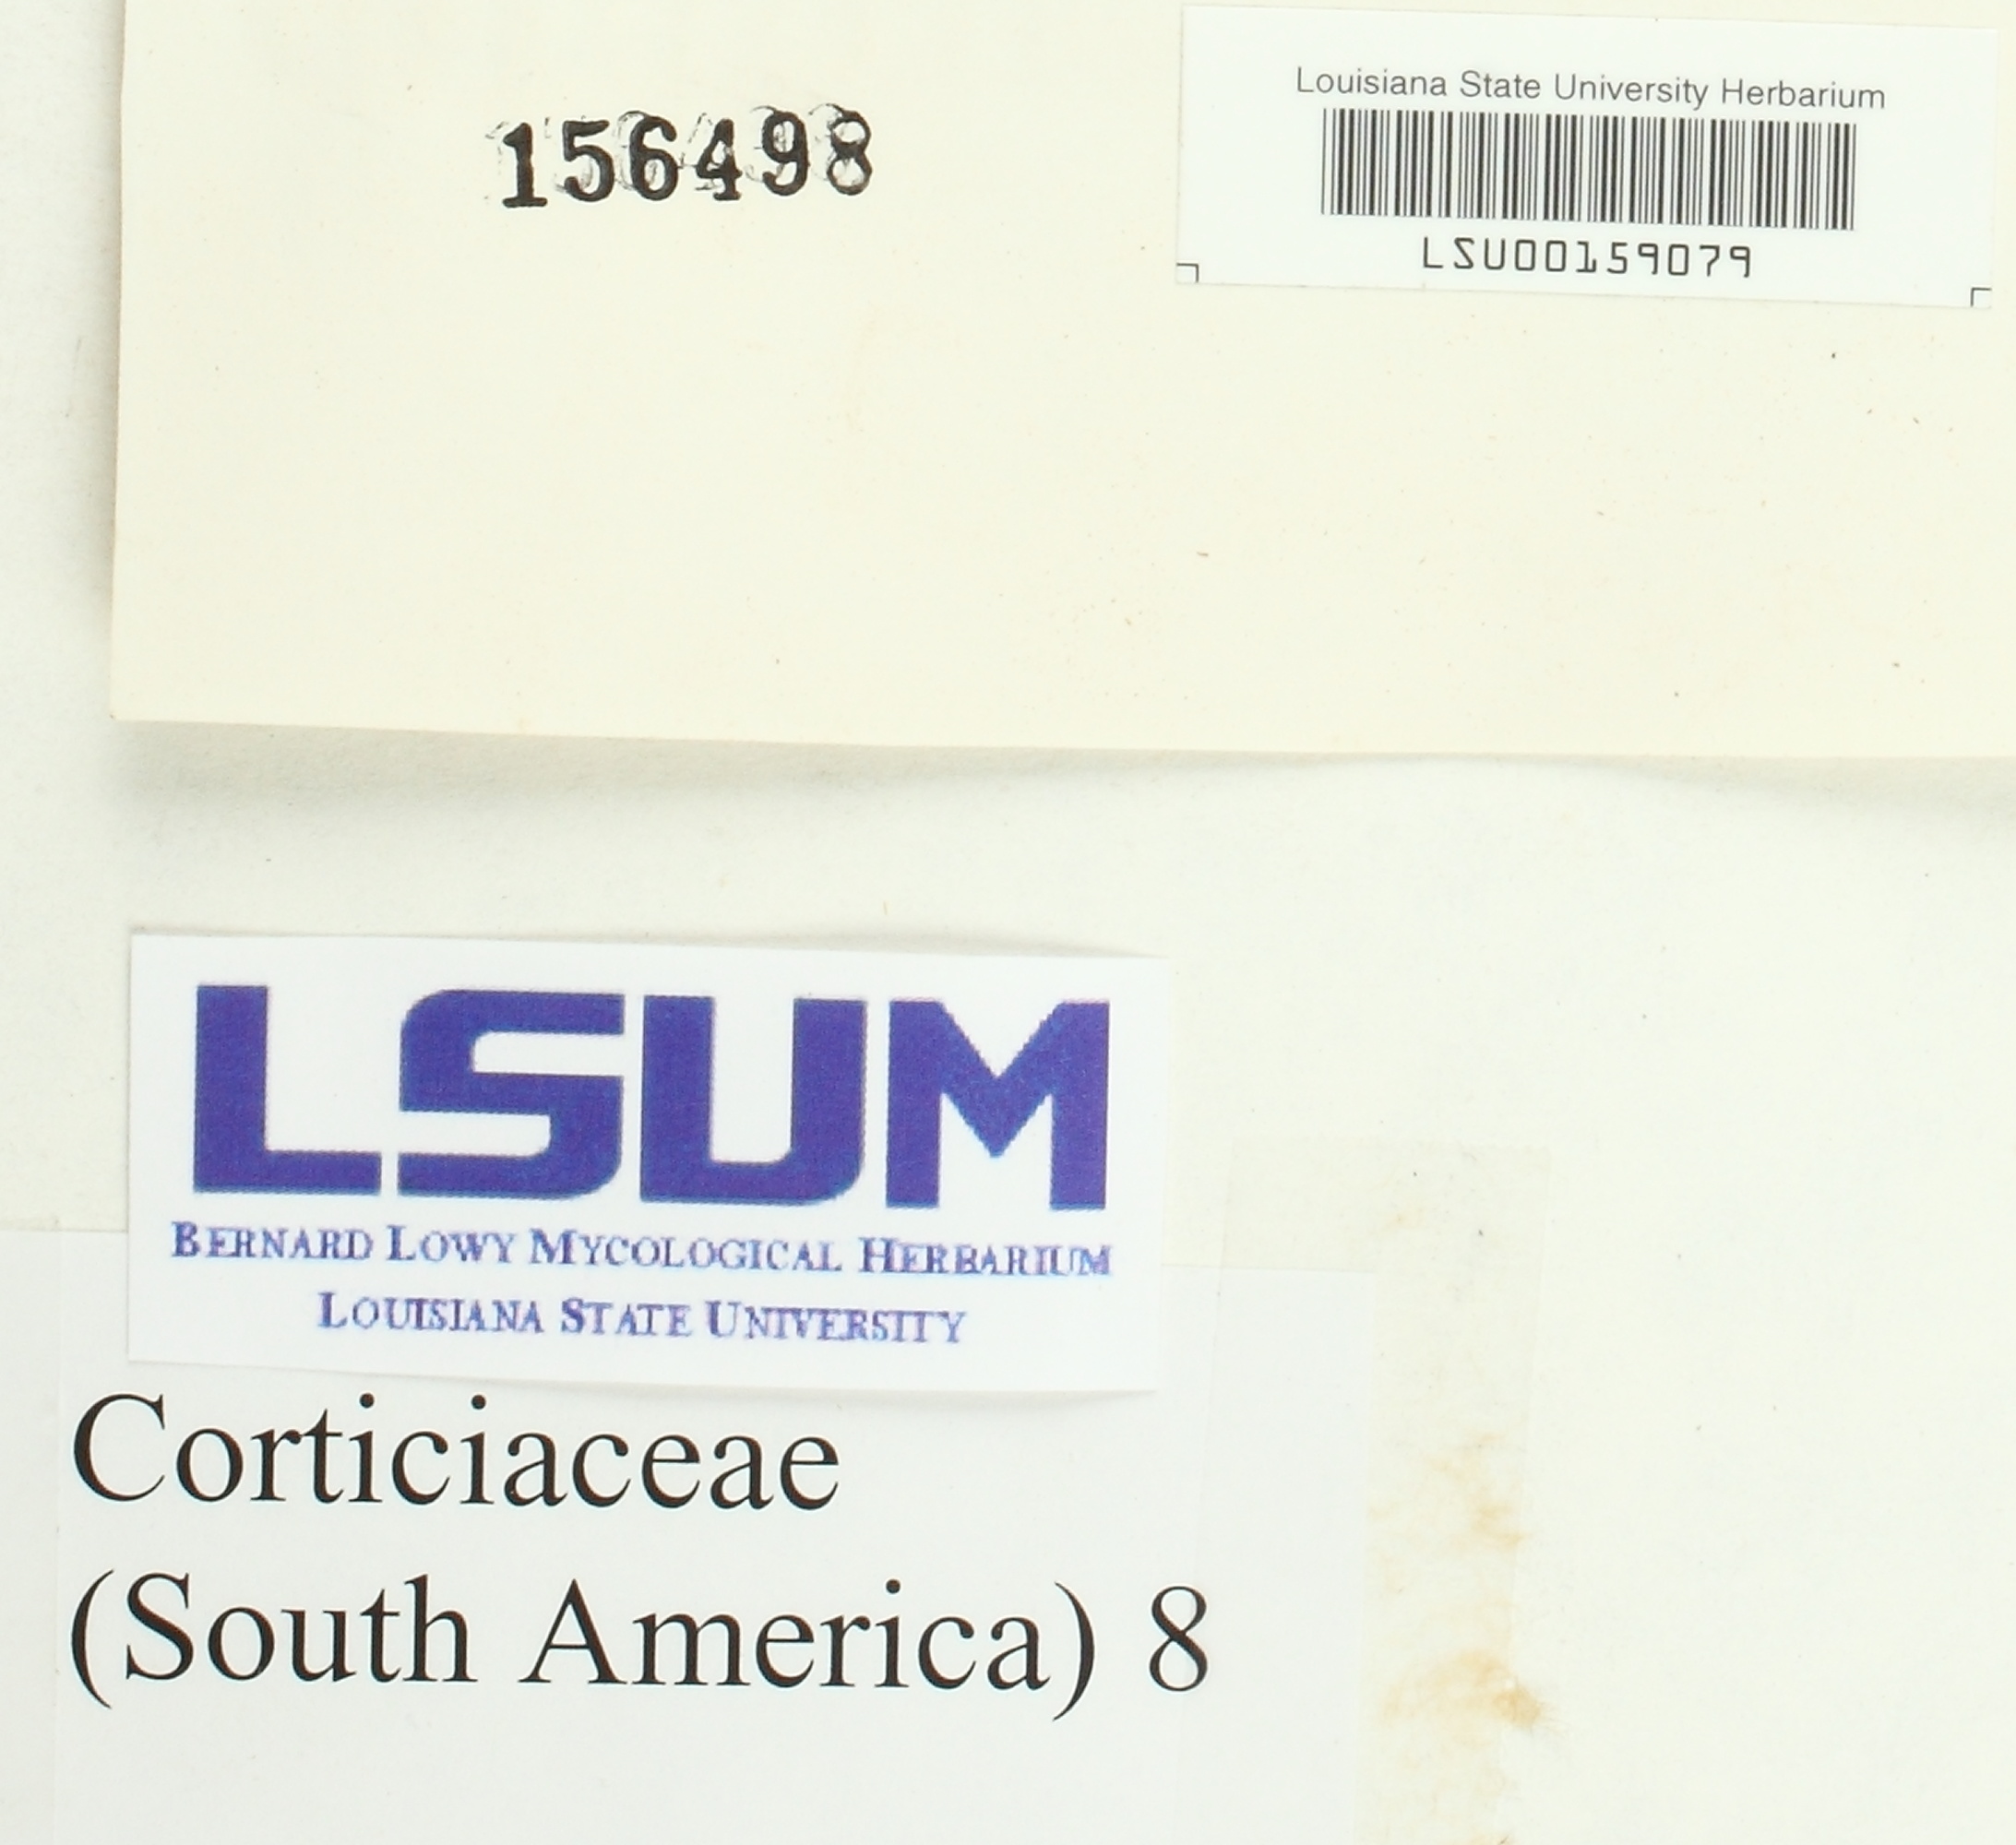 156498
Louisiana State University Herbarium
LSU00159079
LSUM
BERNARD LOWY MYCOLOGICAL HERBARIUM
LOUISIANA STATE UNIVERSITY
Corticiaceae
(South America) 8